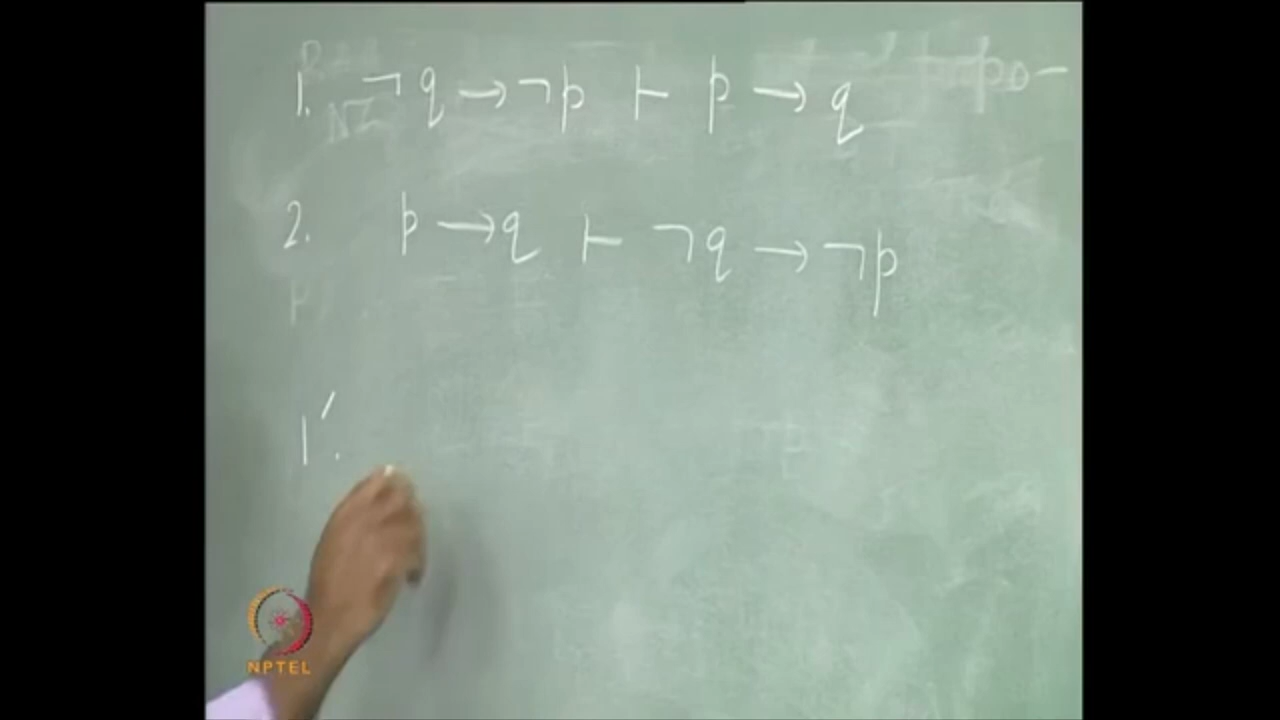 1. ¬q → ¬p ⊢ p → q
2. p → q ⊢ ¬q → ¬p
1′.
NPTEL